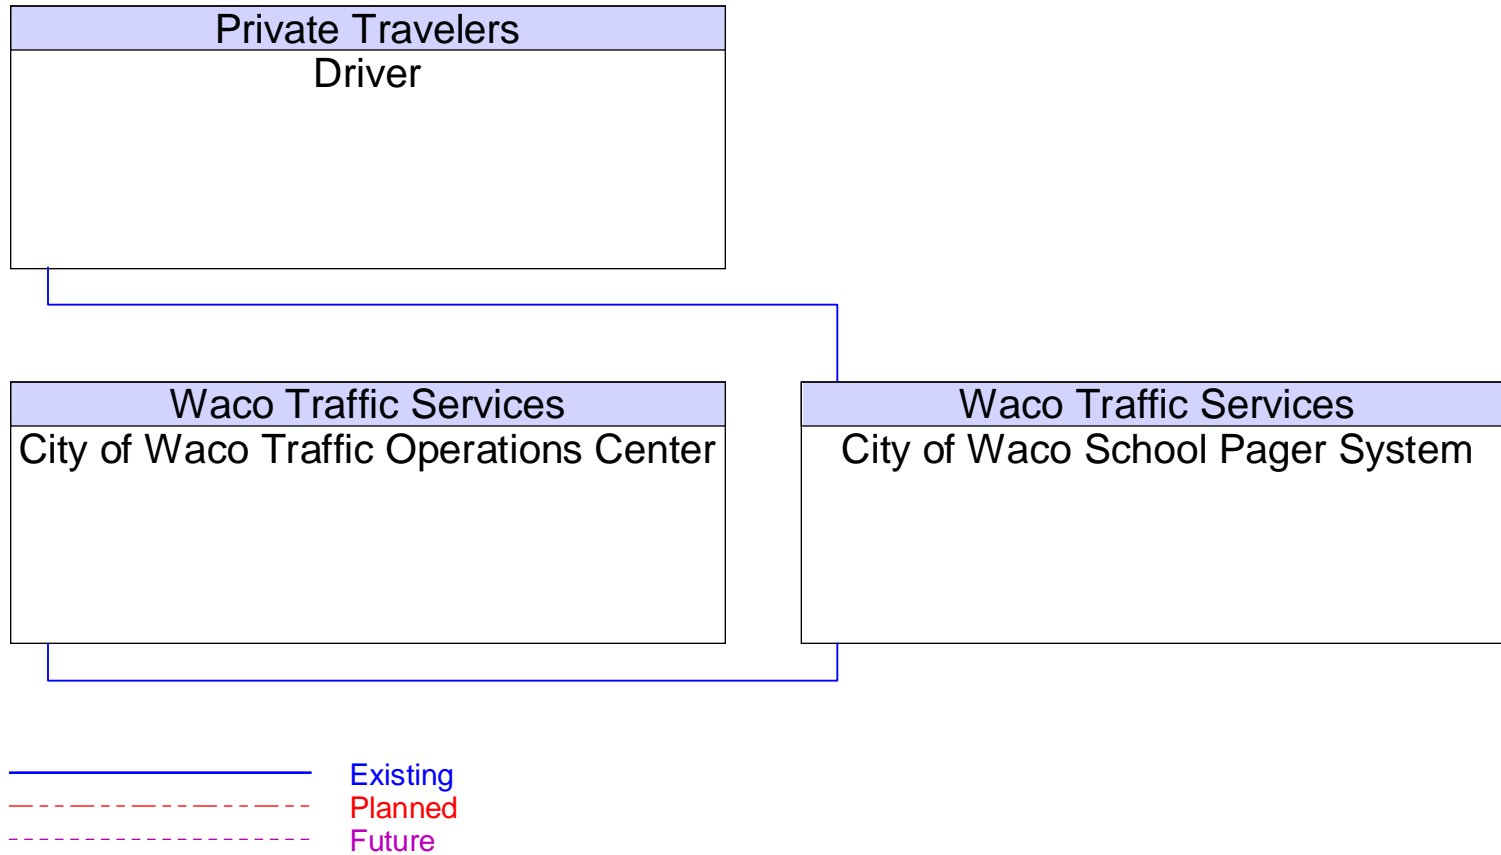 Private Travelers
Driver
Waco Traffic Services
City of Waco Traffic Operations Center
Waco Traffic Services
City of Waco School Pager System
Existing
Planned
Future